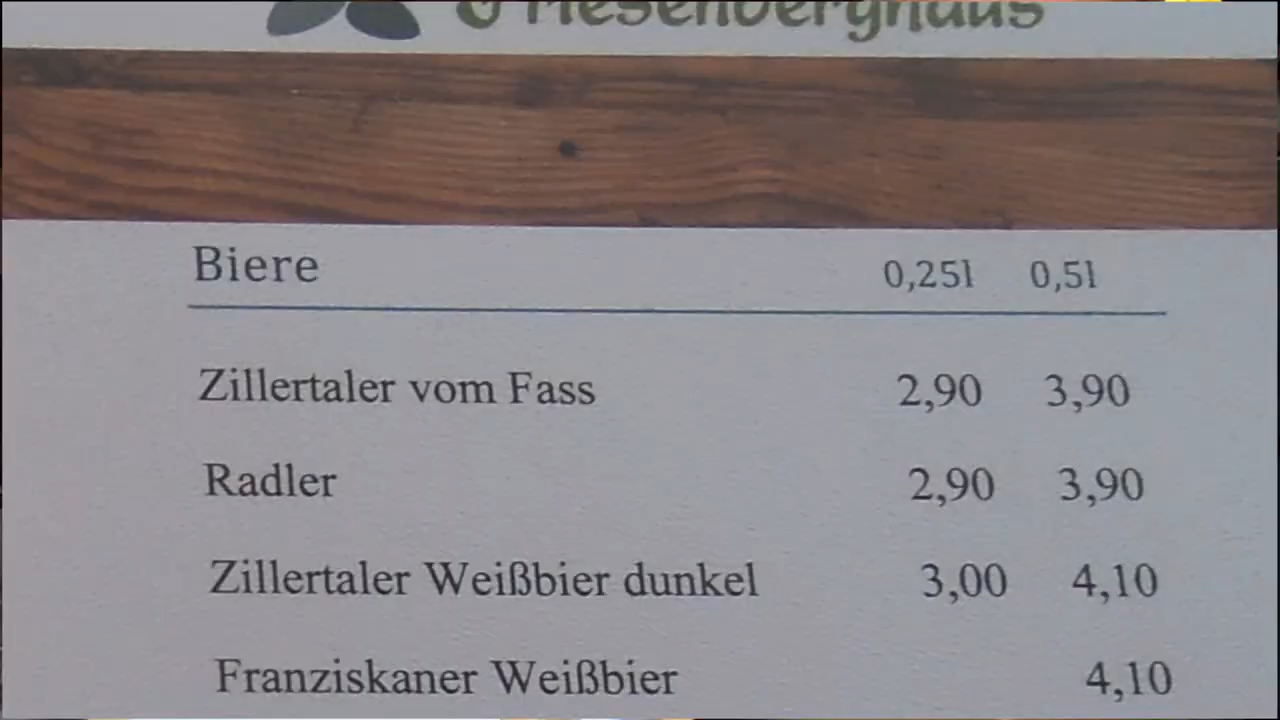 Biere 0,25l 0,5l
Zillertaler vom Fass 2,90 3,90
Radler 2,90 3,90
Zillertaler Weißbier dunkel 3,00 4,10
Franziskaner Weißbier 4,10